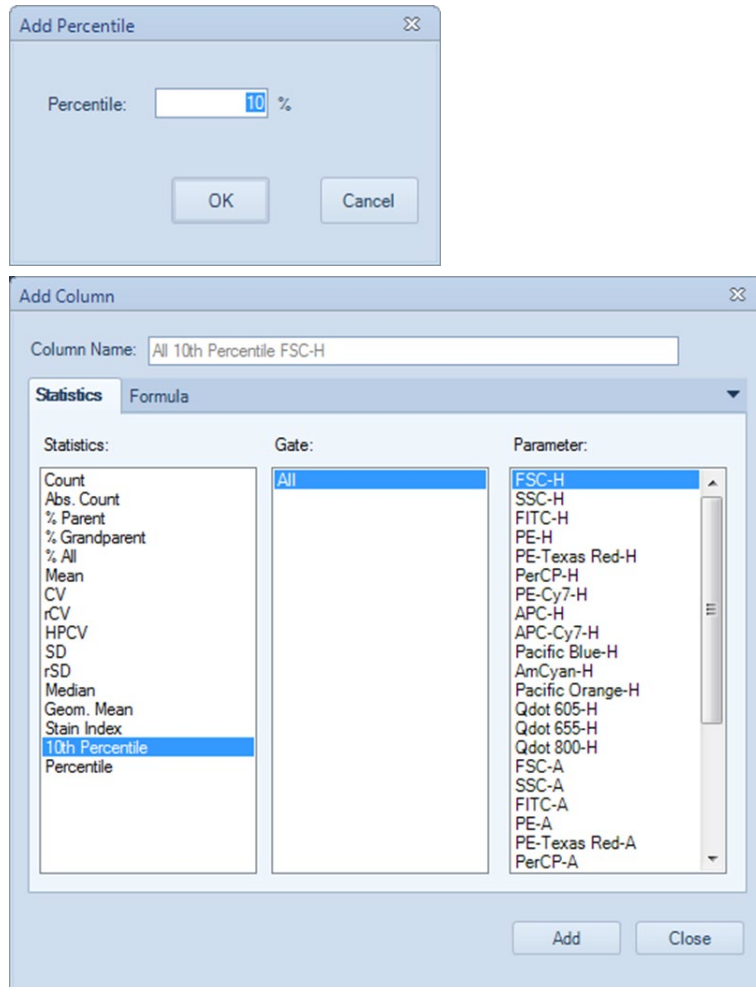 Add Percentile
Percentile: 10 %
OK Cancel
Add Column
Column Name: All 10th Percentile FSC-H
Statistics Formula
Statistics:
Count
Abs. Count
% Parent
% Grandparent
% All
Mean
CV
rCV
HPCV
SD
rSD
Median
Geom. Mean
Stain Index
10th Percentile
Percentile
Gate:
All
Parameter:
FSC-H
SSC-H
FITC-H
PE-H
PE-Texas Red-H
PerCP-H
PE-Cy7-H
APC-H
APC-Cy7-H
Pacific Blue-H
AmCyan-H
Pacific Orange-H
Qdot 605-H
Qdot 655-H
Qdot 800-H
FSC-A
SSC-A
FITC-A
PE-A
PE-Texas Red-A
PerCP-A
Add Close